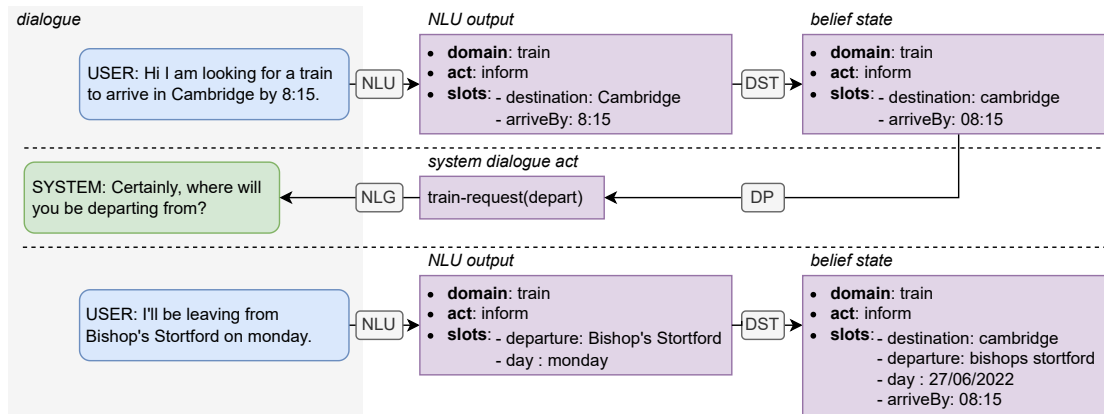 dialogue
NLU output
belief state
USER: Hi I am looking for a train
to arrive in Cambridge by 8:15.
NLU
• domain: train
• act: inform
• slots: - destination: Cambridge
- arriveBy: 8:15
DST
• domain: train
• act: inform
• slots: - destination: cambridge
- arriveBy: 08:15
system dialogue act
SYSTEM: Certainly, where will
you be departing from?
NLG
train-request(depart)
DP
NLU output
belief state
USER: I'll be leaving from
Bishop's Stortford on monday.
NLU
• domain: train
• act: inform
• slots: - departure: Bishop's Stortford
- day : monday
DST
• domain: train
• act: inform
• slots: - destination: cambridge
- departure: bishops stortford
- day : 27/06/2022
- arriveBy: 08:15